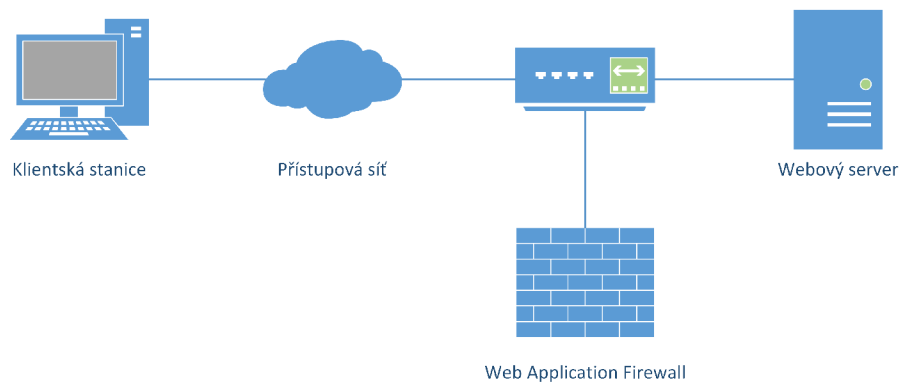 Klientská stanice
Přístupová síť
Webový server
Web Application Firewall